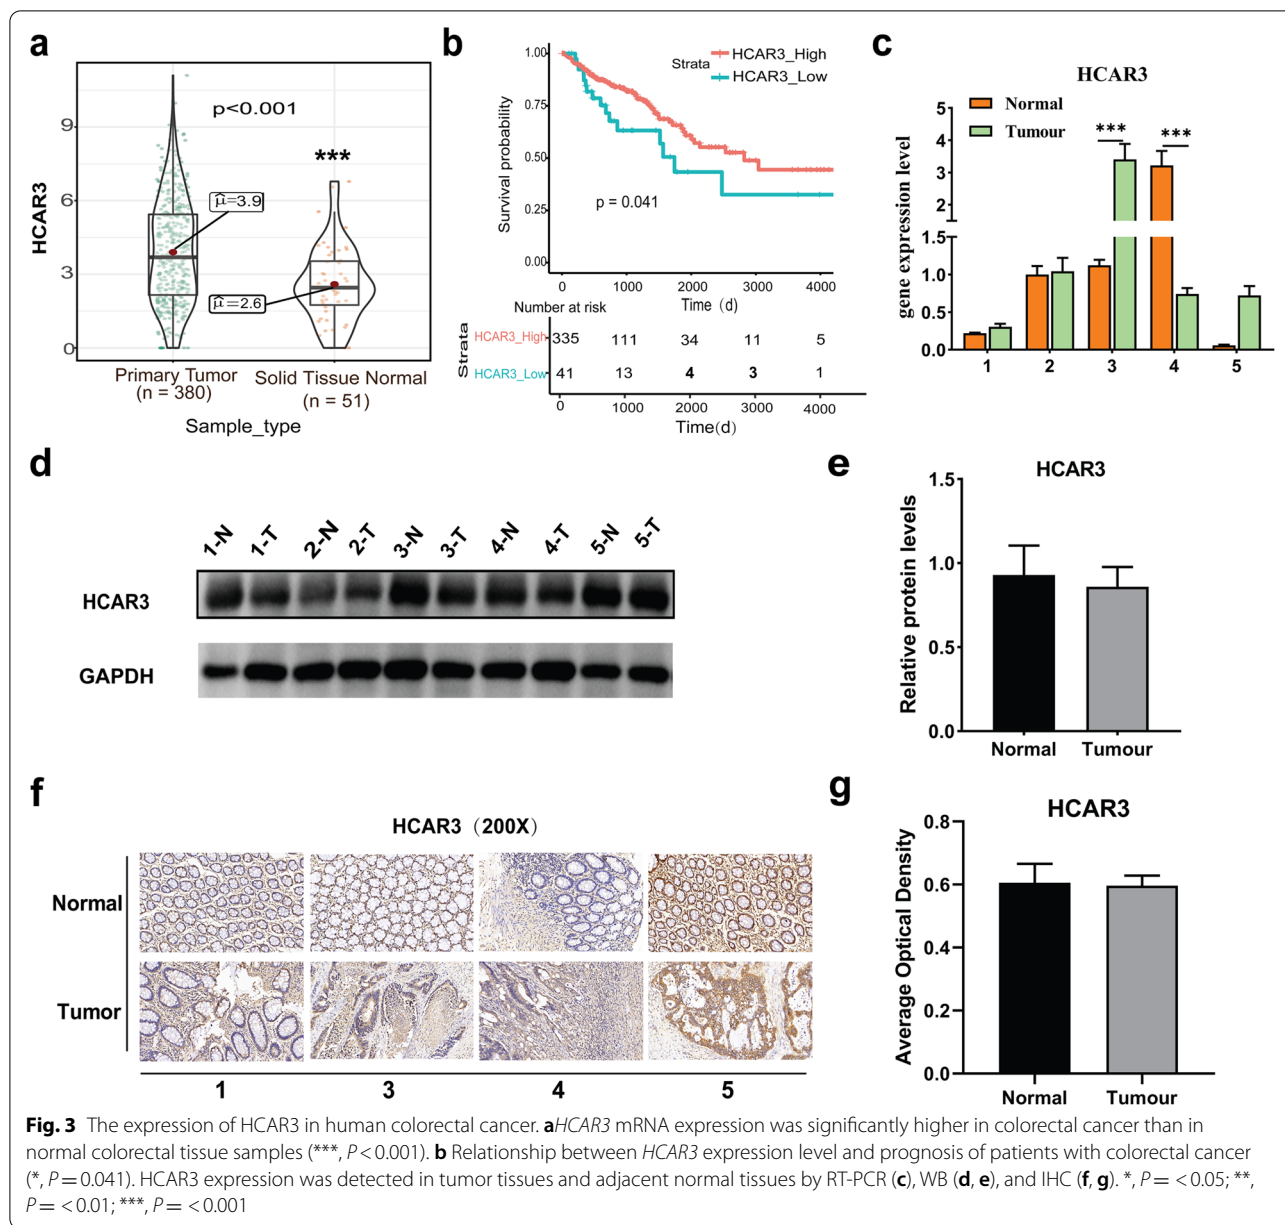 a
HCAR3
9
6
3
0
p<0.001
***
μ̂=3.9
μ̂=2.6
Primary Tumor
(n = 380)
Solid Tissue Normal
(n = 51)
Sample_type
b
Strata
HCAR3_High
HCAR3_Low
Survival probability
1.00
0.75
0.50
0.25
0.00
p = 0.041
0 1000 2000 3000 4200
Time (d)
Number at risk
Strata
HCAR3_High 335 111 34 11 5
HCAR3_Low 41 13 4 3 1
0 1000 2000 3000 4000
Time(d)
c
HCAR3
Normal
Tumour
gene expression level
5
4
3
2
1.5
1.0
0.5
0.0
***
***
1 2 3 4 5
d
1-N 1-T 2-N 2-T 3-N 3-T 4-N 4-T 5-N 5-T
HCAR3
GAPDH
e
HCAR3
Relative protein levels
1.5
1.0
0.5
0.0
Normal Tumour
f
HCAR3 (200X)
Normal
Tumor
1 3 4 5
g
HCAR3
Average Optical Density
0.8
0.6
0.4
0.2
0.0
Normal Tumour
Fig. 3 The expression of HCAR3 in human colorectal cancer. aHCAR3 mRNA expression was significantly higher in colorectal cancer than in
normal colorectal tissue samples (***, P < 0.001). b Relationship between HCAR3 expression level and prognosis of patients with colorectal cancer
(*, P = 0.041). HCAR3 expression was detected in tumor tissues and adjacent normal tissues by RT-PCR (c), WB (d, e), and IHC (f, g). *, P = < 0.05; **,
P = < 0.01; ***, P = < 0.001